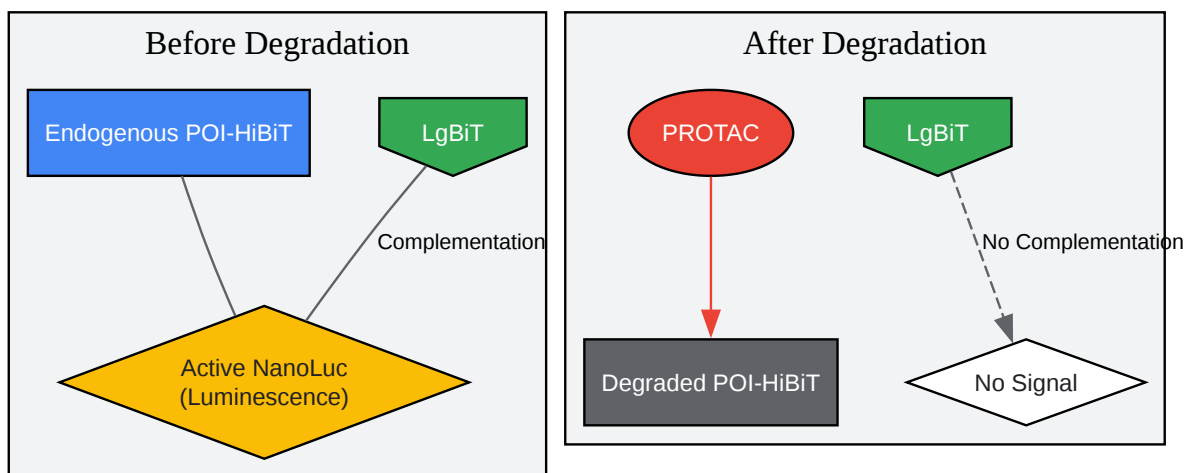 Before Degradation
Endogenous POI-HiBiT
LgBiT
Complementation
Active NanoLuc
(Luminescence)
After Degradation
PROTAC
LgBiT
No Complementation
Degraded POI-HiBiT
No Signal